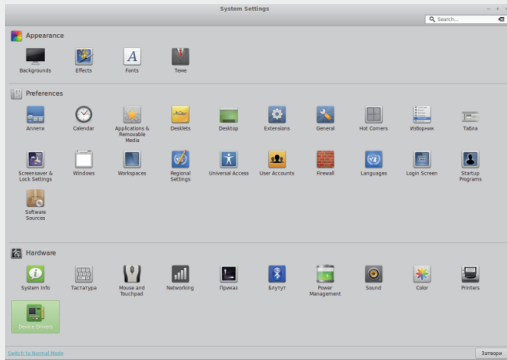 System Settings
Search...
Appearance
Backgrounds Effects Fonts Теме
Preferences
Аплети Calendar Applications & Removable Media Desklets Desktop Extensions General Hot Corners Изборник Табла
Screensaver & Lock Settings Windows Workspaces Regional Settings Universal Access User Accounts Firewall Languages Login Screen Startup Programs
Software Sources
Hardware
System Info Тастатура Mouse and Touchpad Networking Приказ Блутут Power Management Sound Color Printers
Device Drivers
Switch to Normal Mode Затвори